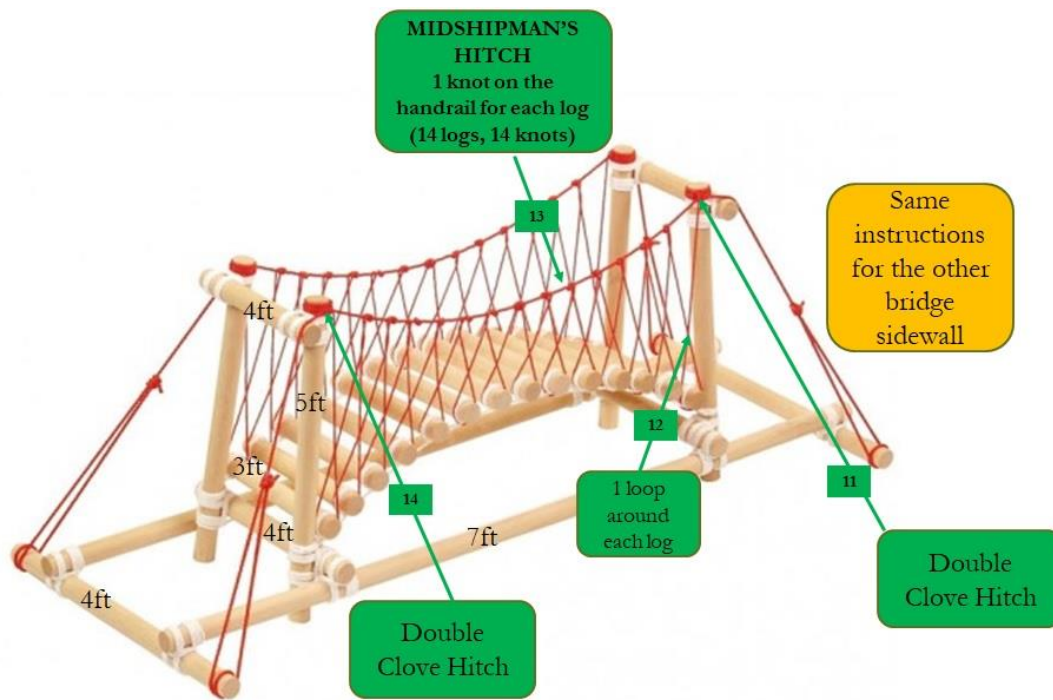 MIDSHIPMAN'S
HITCH
1 knot on the
handrail for each log
(14 logs, 14 knots)
Same
instructions
for the other
bridge
sidewall
13
4ft
5ft
12
3ft
14
1 loop
around
each log
11
4ft
7ft
4ft
Double
Clove Hitch
Double
Clove Hitch